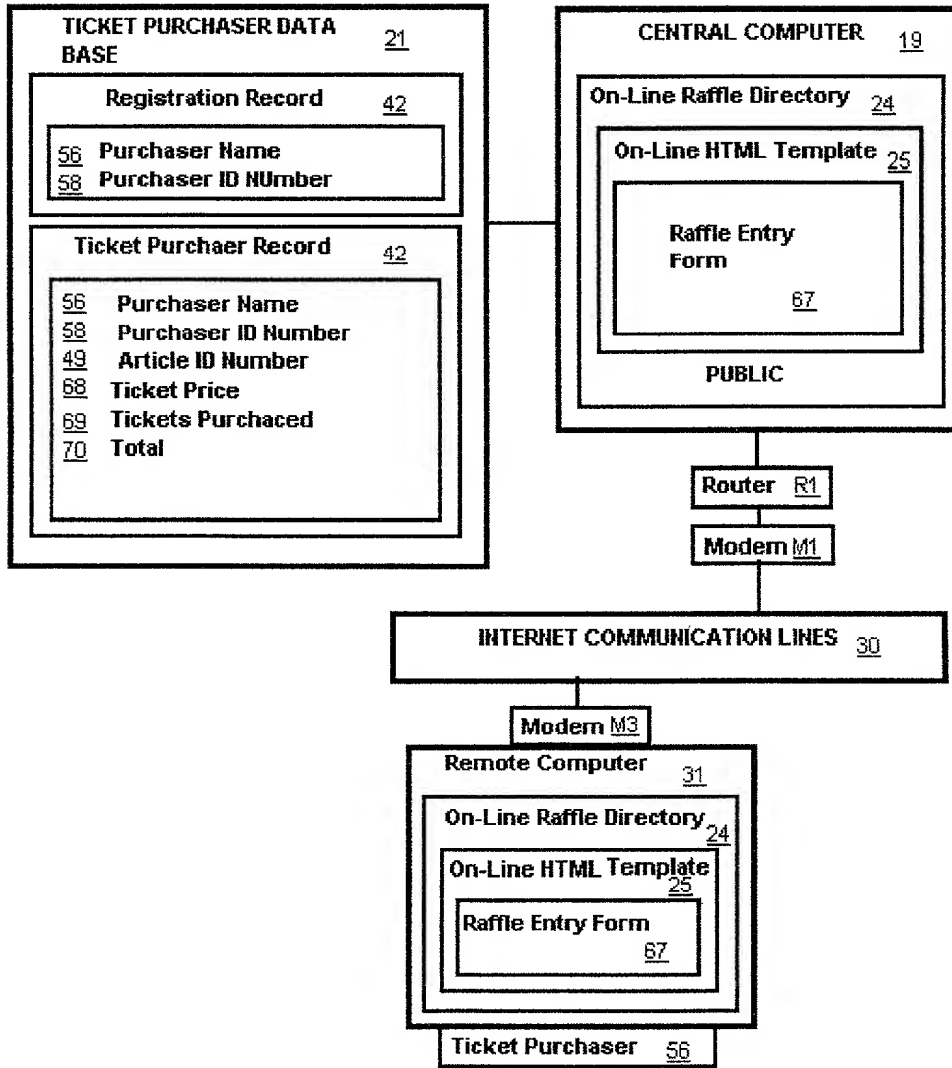 TICKET PURCHASER DATA 21
BASE
Registration Record 42
56 Purchaser Name
58 Purchaser ID NUmber
Ticket Purchaer Record 42
56 Purchaser Name
58 Purchaser ID Number
49 Article ID Number
68 Ticket Price
69 Tickets Purchaced
70 Total
CENTRAL COMPUTER 19
On-Line Raffle Directory 24
On-Line HTML Template 25
Raffle Entry
Form
67
PUBLIC
Router R1
Modem M1
INTERNET COMMUNICATION LINES 30
Modem M3
Remote Computer 31
On-Line Raffle Directory 24
On-Line HTML Template 25
Raffle Entry Form
67
Ticket Purchaser 56